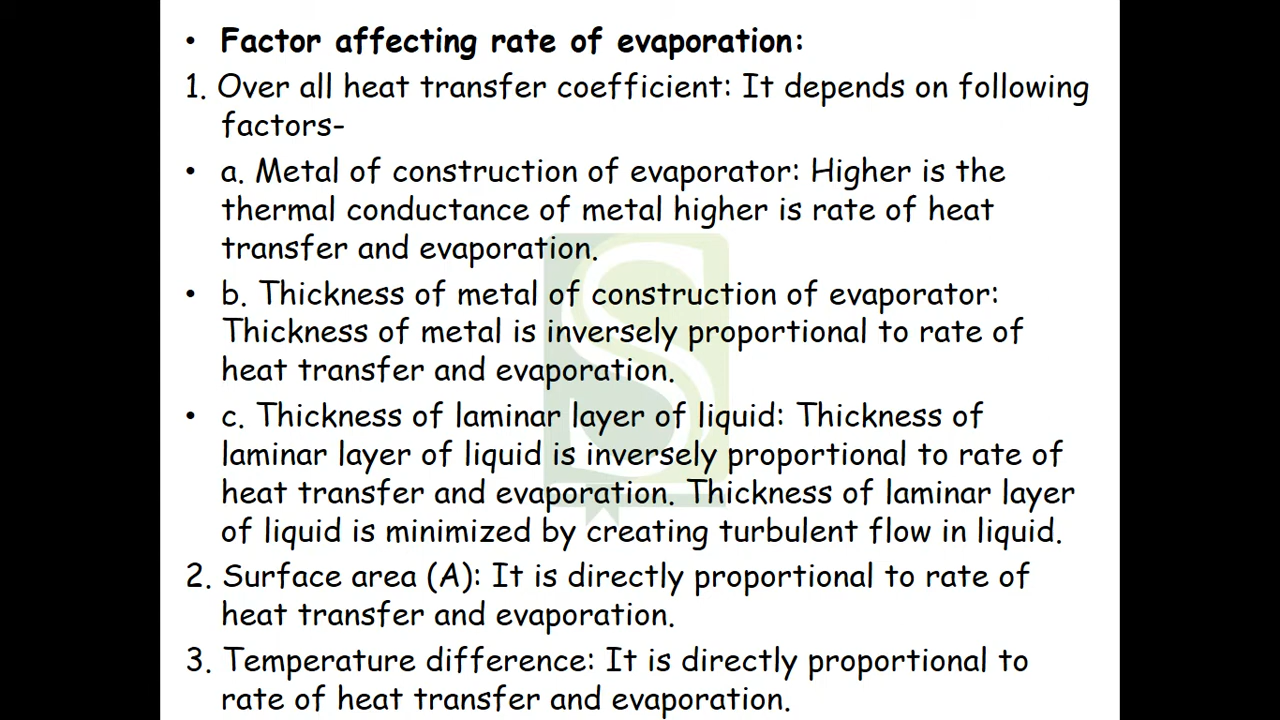 • Factor affecting rate of evaporation:
1. Over all heat transfer coefficient: It depends on following
factors-
• a. Metal of construction of evaporator: Higher is the
thermal conductance of metal higher is rate of heat
transfer and evaporation.
• b. Thickness of metal of construction of evaporator:
Thickness of metal is inversely proportional to rate of
heat transfer and evaporation.
• c. Thickness of laminar layer of liquid: Thickness of
laminar layer of liquid is inversely proportional to rate of
heat transfer and evaporation. Thickness of laminar layer
of liquid is minimized by creating turbulent flow in liquid.
2. Surface area (A): It is directly proportional to rate of
heat transfer and evaporation.
3. Temperature difference: It is directly proportional to
rate of heat transfer and evaporation.